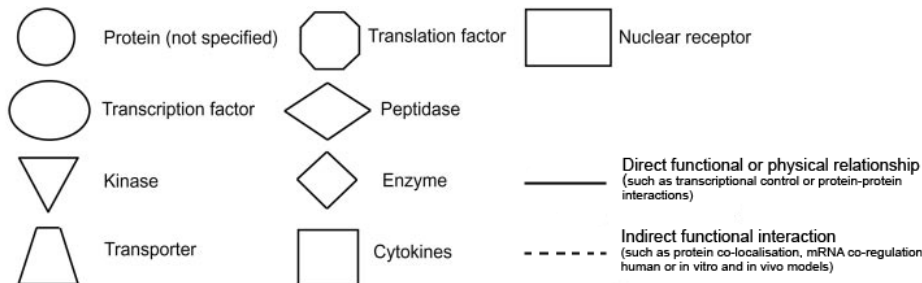 Protein (not specified)
Translation factor
Nuclear receptor
Transcription factor
Peptidase
Kinase
Enzyme
Direct functional or physical relationship
(such as transcriptional control or protein-protein
interactions)
Transporter
Cytokines
Indirect functional interaction
(such as protein co-localisation, mRNA co-regulation
human or in vitro and in vivo models)